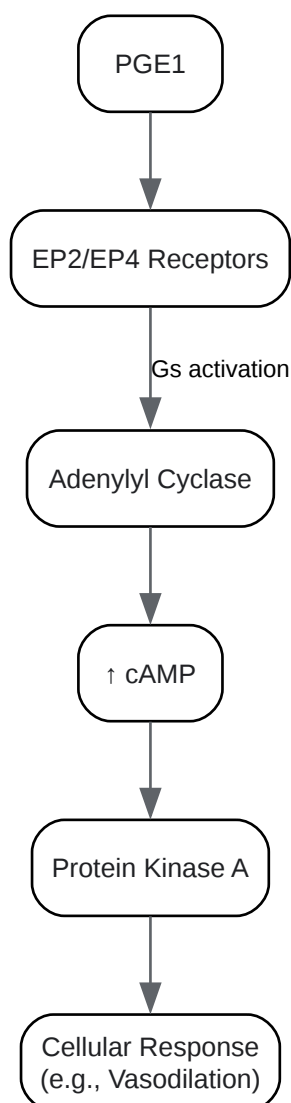 PGE1
EP2/EP4 Receptors
Gs activation
Adenylyl Cyclase
↑ cAMP
Protein Kinase A
Cellular Response
(e.g., Vasodilation)